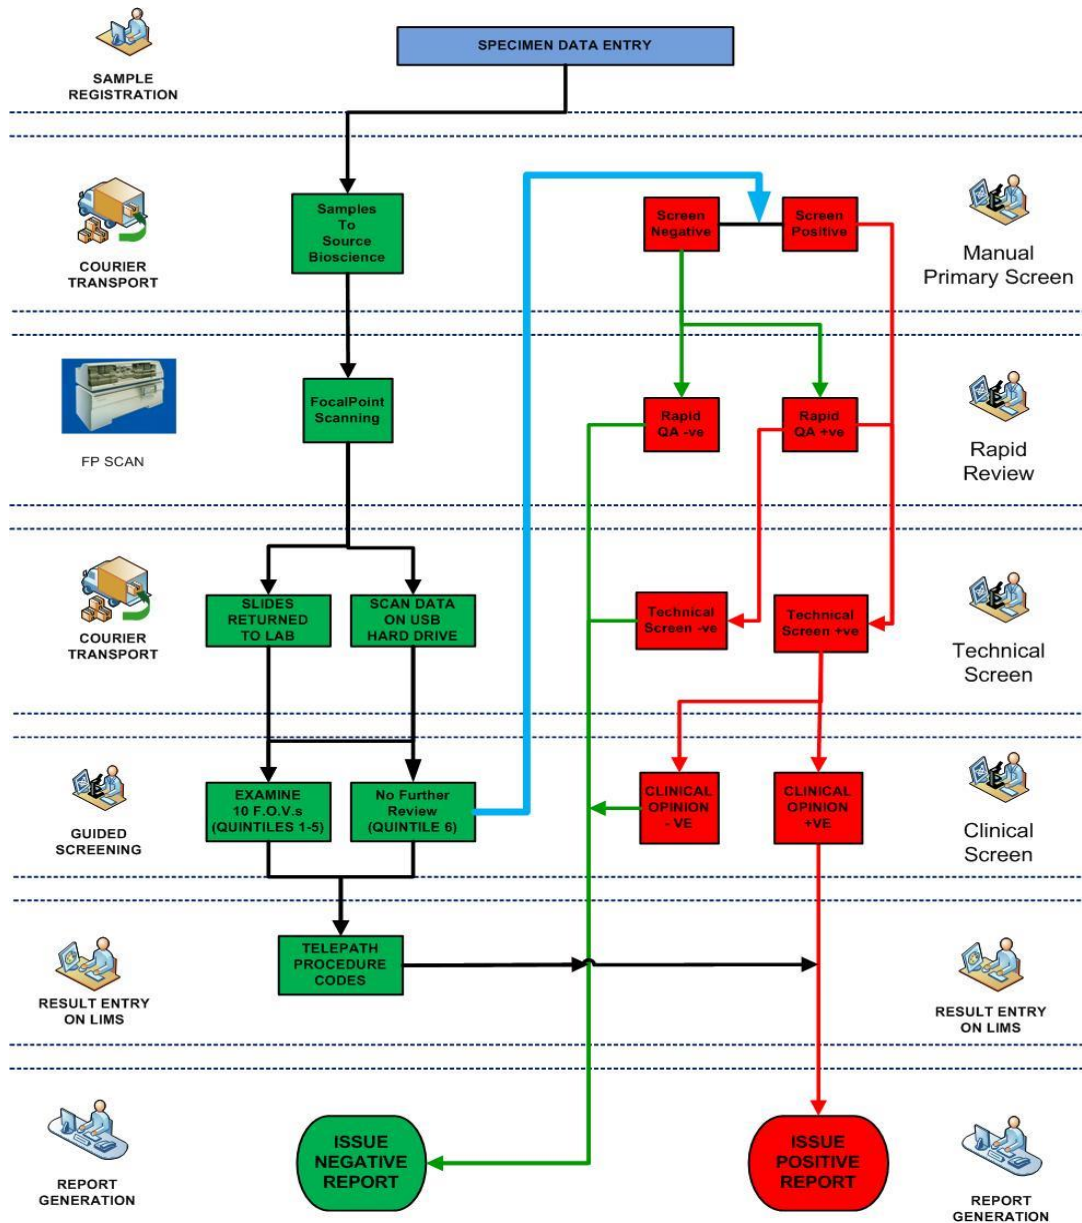 SPECIMEN DATA ENTRY
SAMPLE
REGISTRATION
COURIER
TRANSPORT
Samples
To
Source
Bioscience
Screen
Negative
Screen
Positive
Manual
Primary Screen
FP SCAN
FocalPoint
Scanning
Rapid
QA -ve
Rapid
QA +ve
Rapid
Review
COURIER
TRANSPORT
SLIDES
RETURNED
TO LAB
SCAN DATA
ON USB
HARD DRIVE
Technical
Screen -ve
Technical
Screen +ve
Technical
Screen
GUIDED
SCREENING
EXAMINE
10 F.O.V.s
(QUINTILES 1-5)
No Further
Review
(QUINTILE 6)
CLINICAL
OPINION
- VE
CLINICAL
OPINION
+VE
Clinical
Screen
RESULT ENTRY
ON LIMS
TELEPATH
PROCEDURE
CODES
RESULT ENTRY
ON LIMS
REPORT
GENERATION
ISSUE
NEGATIVE
REPORT
ISSUE
POSITIVE
REPORT
REPORT
GENERATION